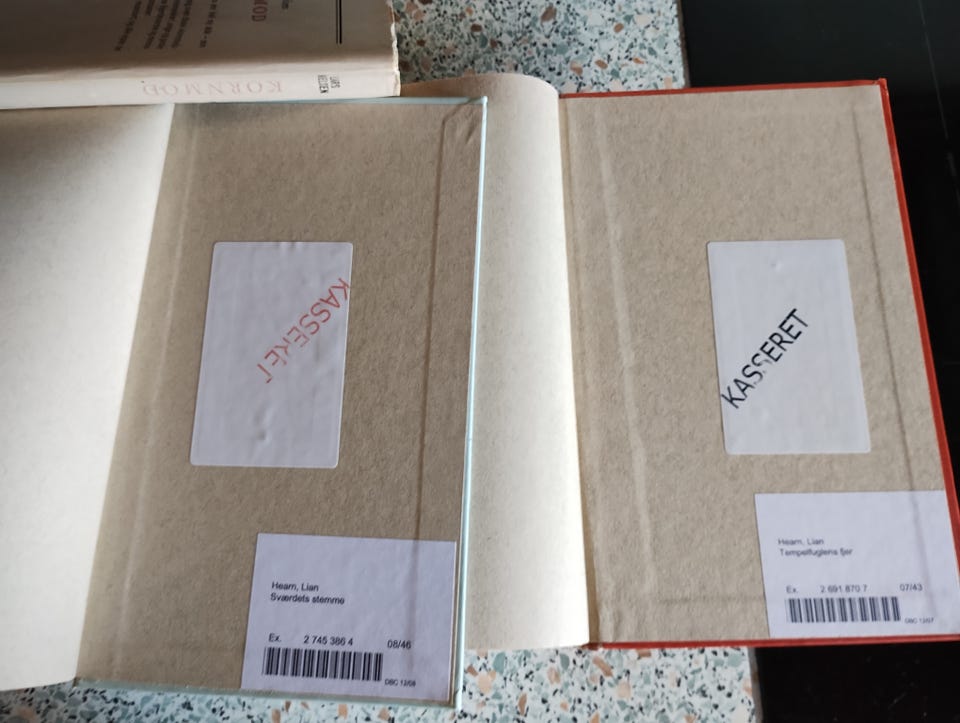 KORNMOD
LARS
KASSERET
Hearn, Lian
Sværdets stemme
Ex. 2 745 386 4 08/46
DBC 12/08
KASSERET
Hearn, Lian
Tempelfuglens fjer
Ex. 2 691 870 7 07/43
DBC 12/07